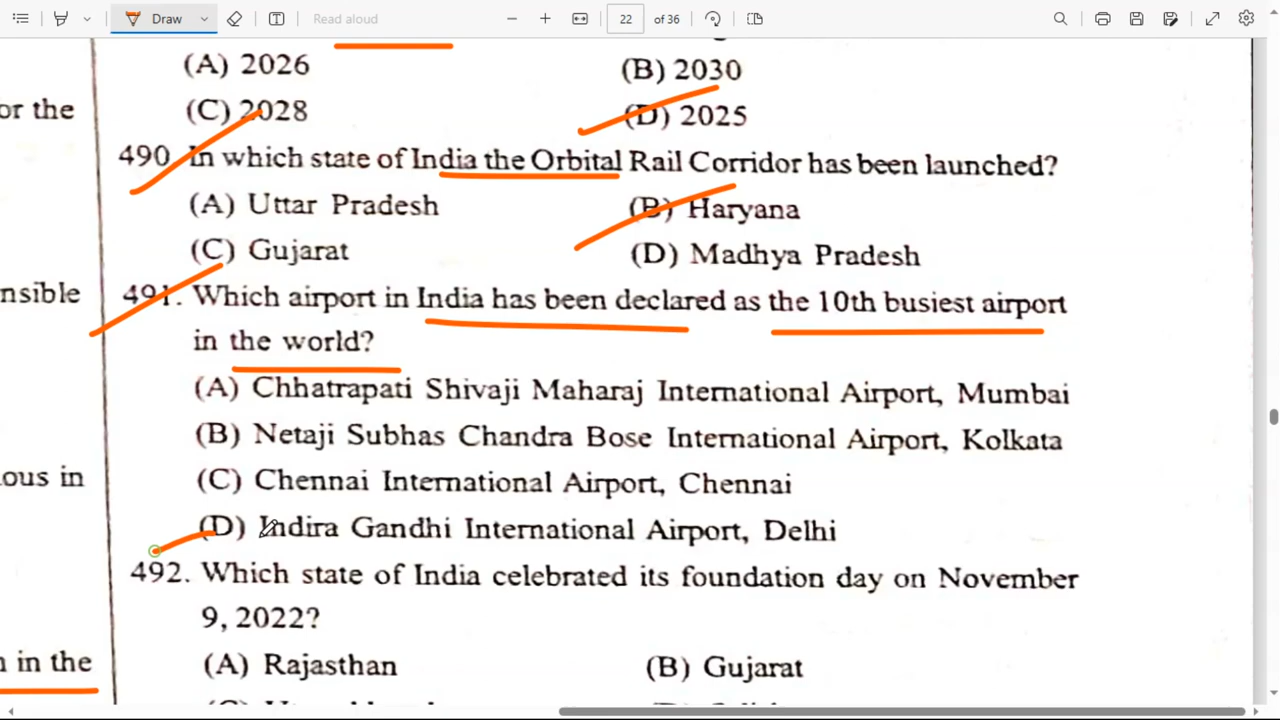 Draw
Read aloud
22
of 36
(A) 2026
(B) 2030
or the
(C) 2028
(D) 2025
490 In which state of India the Orbital Rail Corridor has been launched?
(A) Uttar Pradesh
(B) Haryana
(C) Gujarat
(D) Madhya Pradesh
nsible
491. Which airport in India has been declared as the 10th busiest airport
in the world?
(A) Chhatrapati Shivaji Maharaj International Airport, Mumbai
(B) Netaji Subhas Chandra Bose International Airport, Kolkata
ous in
(C) Chennai International Airport, Chennai
(D) Indira Gandhi International Airport, Delhi
492. Which state of India celebrated its foundation day on November
9, 2022?
n in the
(A) Rajasthan
(B) Gujarat